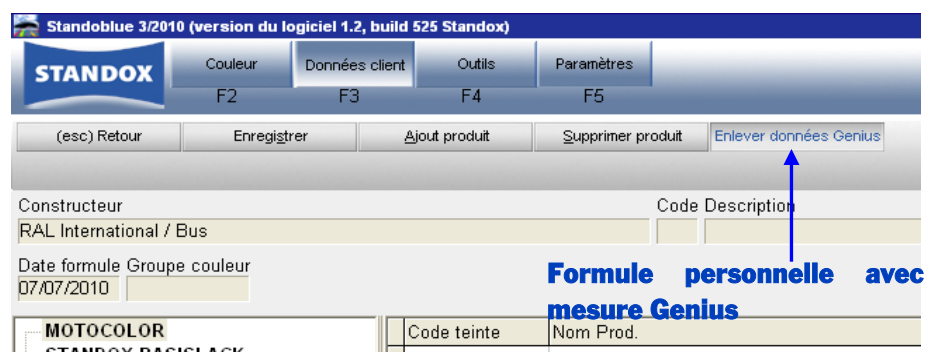 Standoblue 3/2010 (version du logiciel 1.2, build 525 Standox)
STANDOX
Couleur Données client Outils Paramètres
F2 F3 F4 F5
(esc) Retour Enregistrer Ajout produit Supprimer produit Enlever données Genius
Constructeur Code Description
RAL International / Bus
Date formule Groupe couleur
07/07/2010
Formule personnelle avec
mesure Genius
MOTOCOLOR Code teinte Nom Prod.
STANDOX BASISLACK